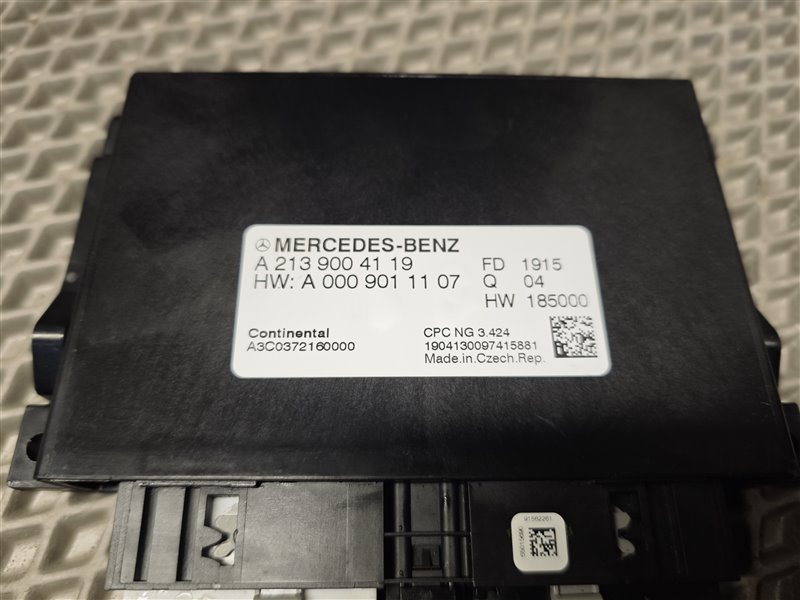 MERCEDES-BENZ
A 213 900 41 19 FD 1915
HW: A 000 901 11 07 Q 04
HW 185000
Continental CPC NG 3.424
A3C0372160000 1904130097415881
Made.in.Czech.Rep.
91582261